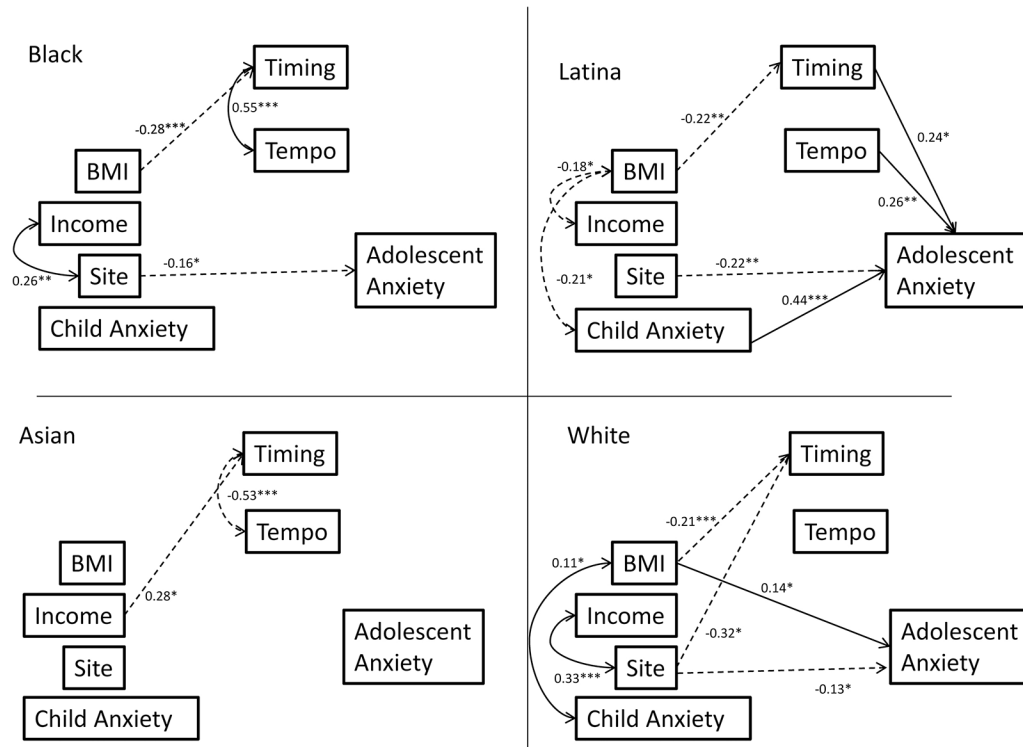 Black
Timing
0.55***
-0.28***
Tempo
BMI
Income
0.26**
Site
-0.16*
Adolescent
Anxiety
Child Anxiety
Latina
Timing
-0.22**
0.24*
Tempo
-0.18*
BMI
0.26**
Income
Adolescent
Anxiety
Site
-0.22**
-0.21*
0.44***
Child Anxiety
Asian
Timing
-0.53***
Tempo
BMI
0.28*
Income
Adolescent
Anxiety
Site
Child Anxiety
White
Timing
-0.21***
Tempo
0.11*
BMI
0.14*
Income
-0.32*
Adolescent
Anxiety
Site
0.33***
-0.13*
Child Anxiety